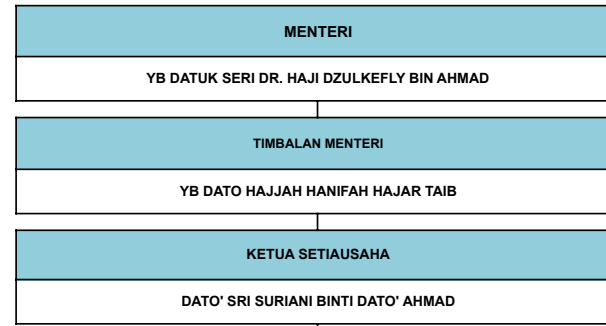 MENTERI
YB DATUK SERI DR. HAJI DZULKEFLY BIN AHMAD
TIMBALAN MENTERI
YB DATO HAJJAH HANIFAH HAJAR TAIB
KETUA SETIAUSAHA
DATO' SRI SURIANI BINTI DATO' AHMAD